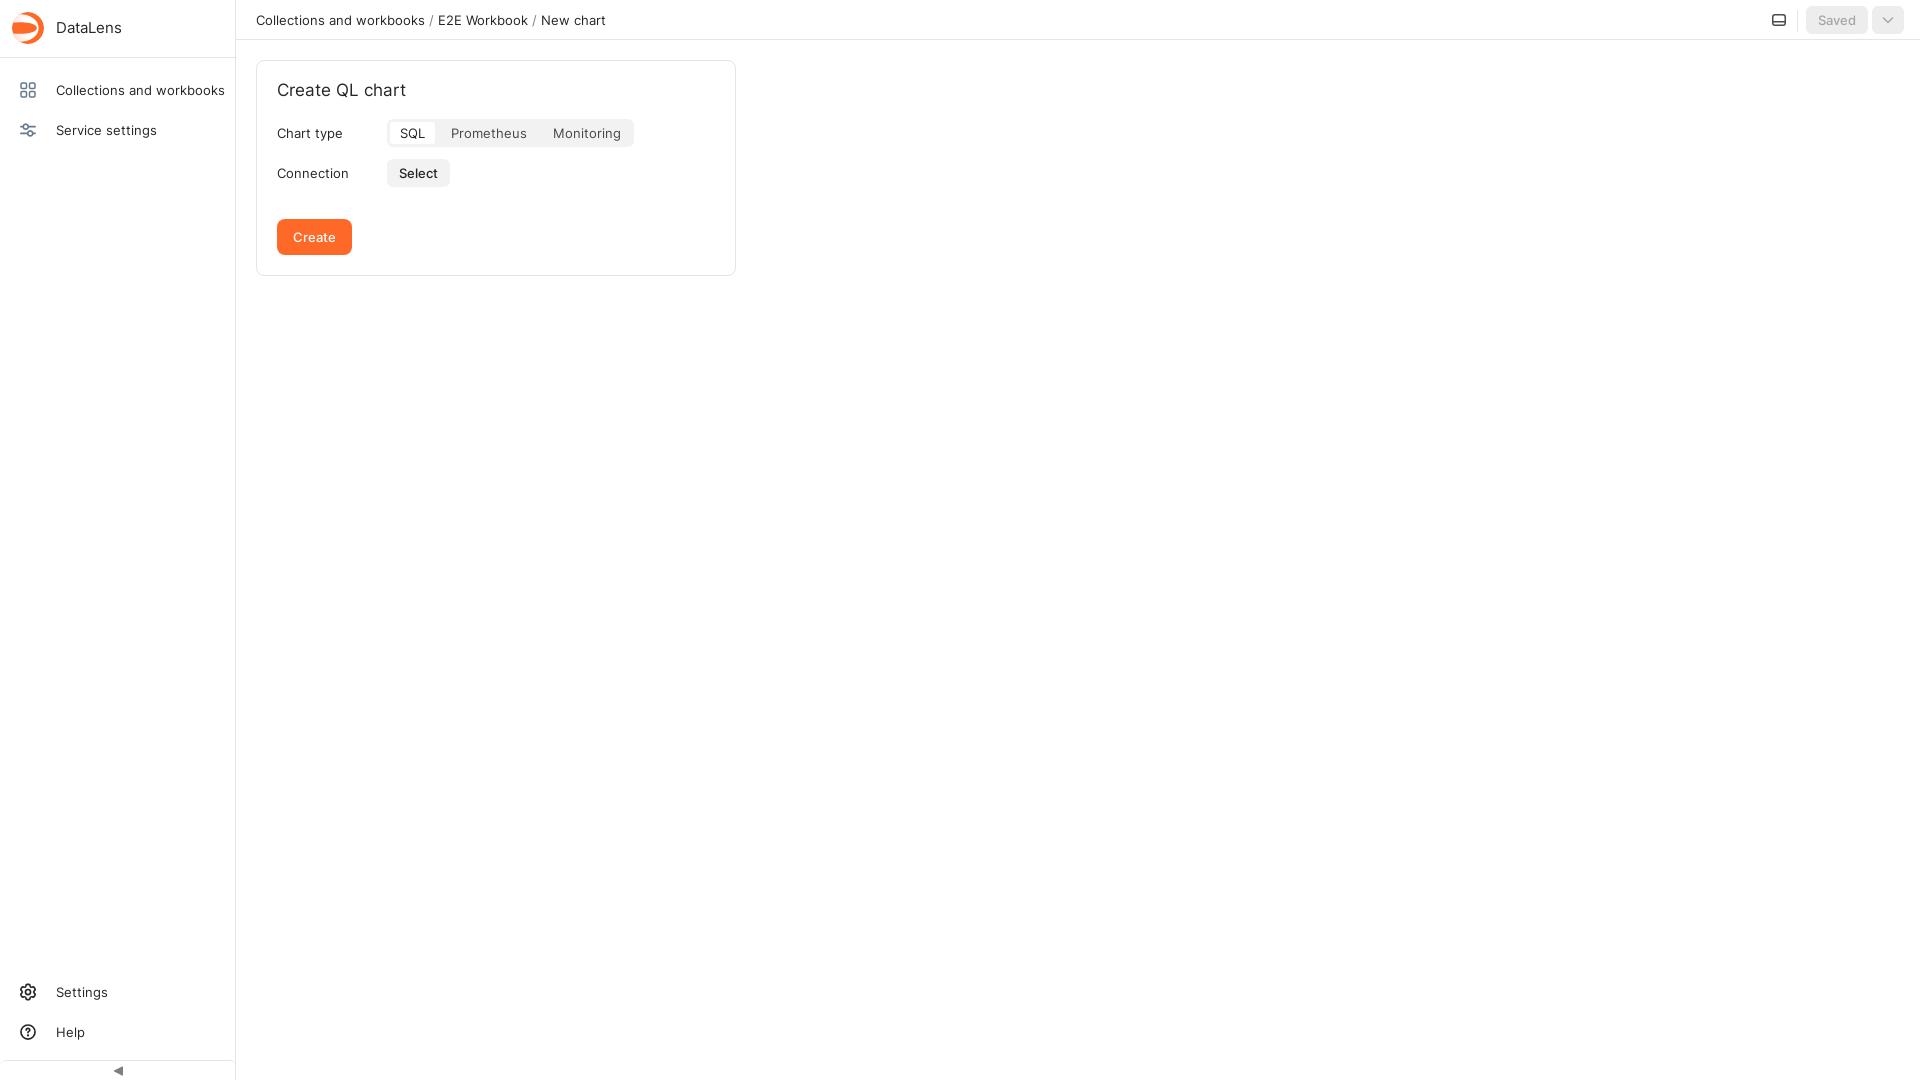 DataLens
Collections and workbooks / E2E Workbook / New chart
Saved
Collections and workbooks
Service settings
Create QL chart
Chart type
SQL
Prometheus
Monitoring
Connection
Select
Create
Settings
Help